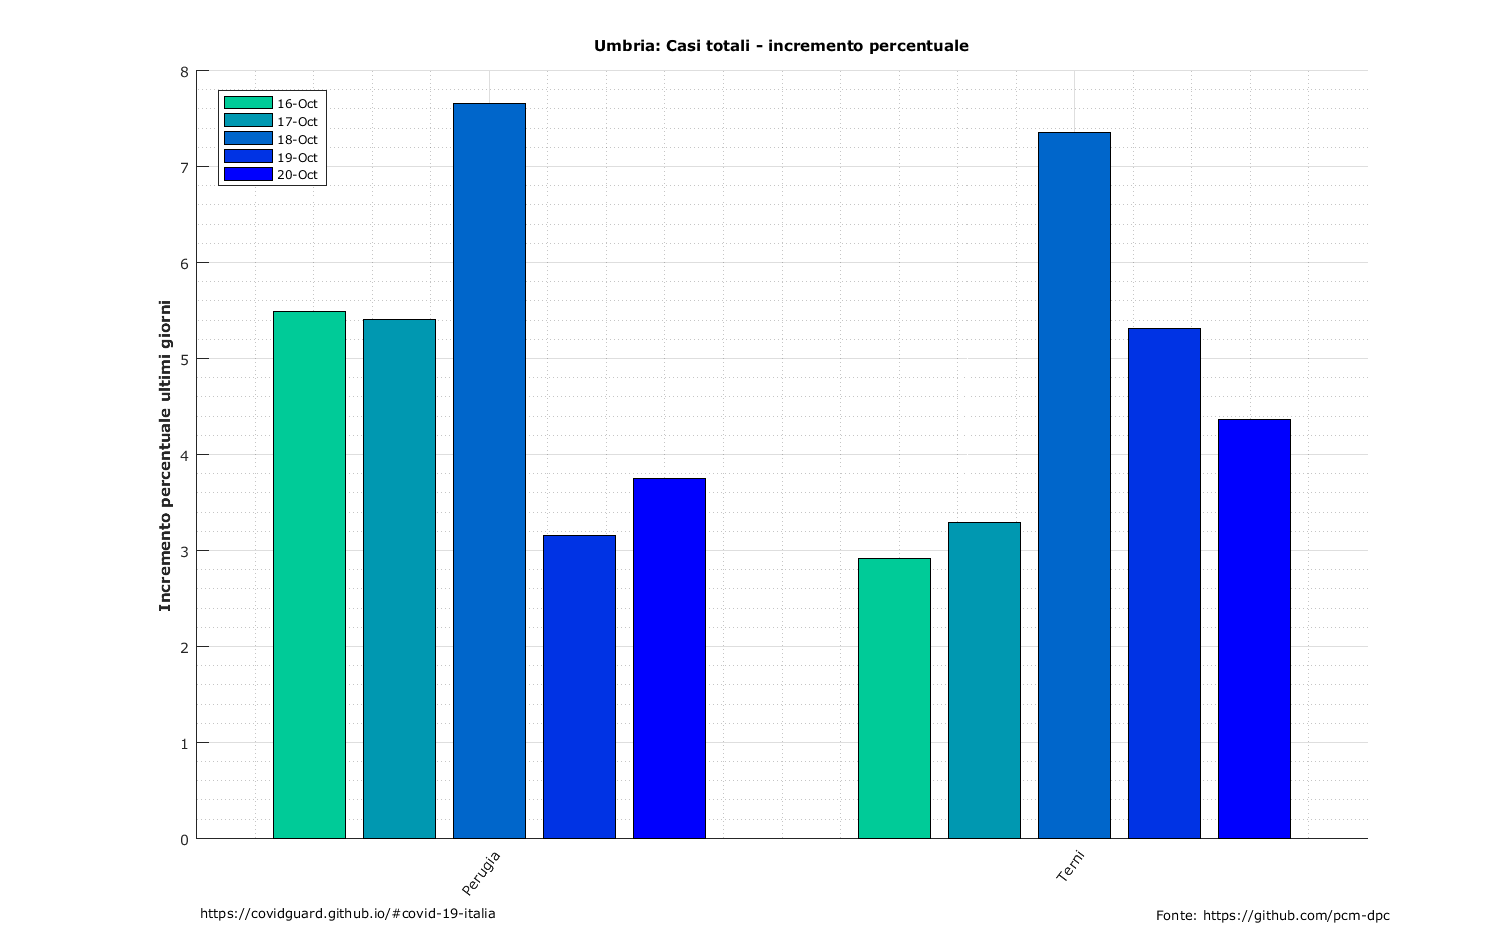 Umbria: Casi totali - incremento percentuale
8
7
6
5
4
3
2
1
0
Incremento percentuale ultimi giorni
16-Oct
17-Oct
18-Oct
19-Oct
20-Oct
Perugia
Terni
https://covidguard.github.io/#covid-19-italia
Fonte: https://github.com/pcm-dpc